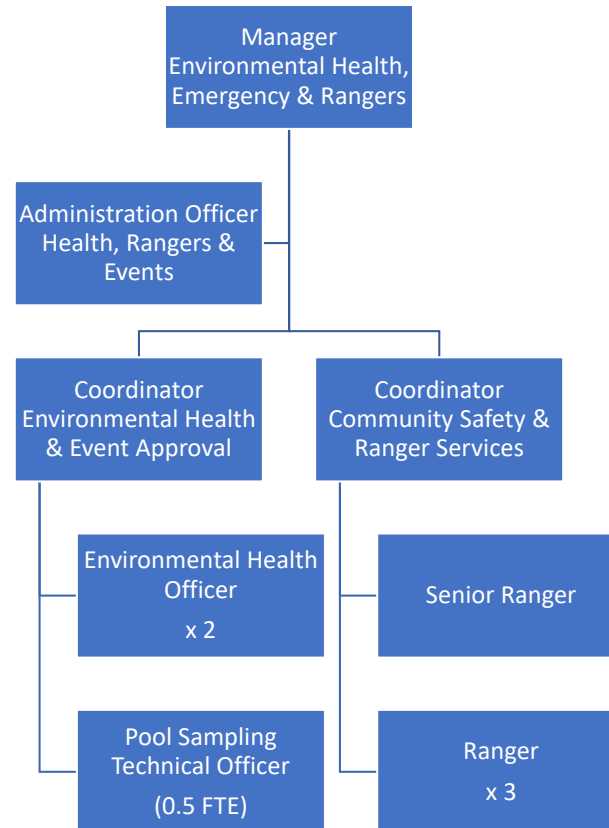 Manager
Environmental Health,
Emergency & Rangers
Administration Officer
Health, Rangers &
Events
Coordinator
Environmental Health
& Event Approval
Coordinator
Community Safety &
Ranger Services
Environmental Health
Officer
x 2
Senior Ranger
Pool Sampling
Technical Officer
(0.5 FTE)
Ranger
x 3